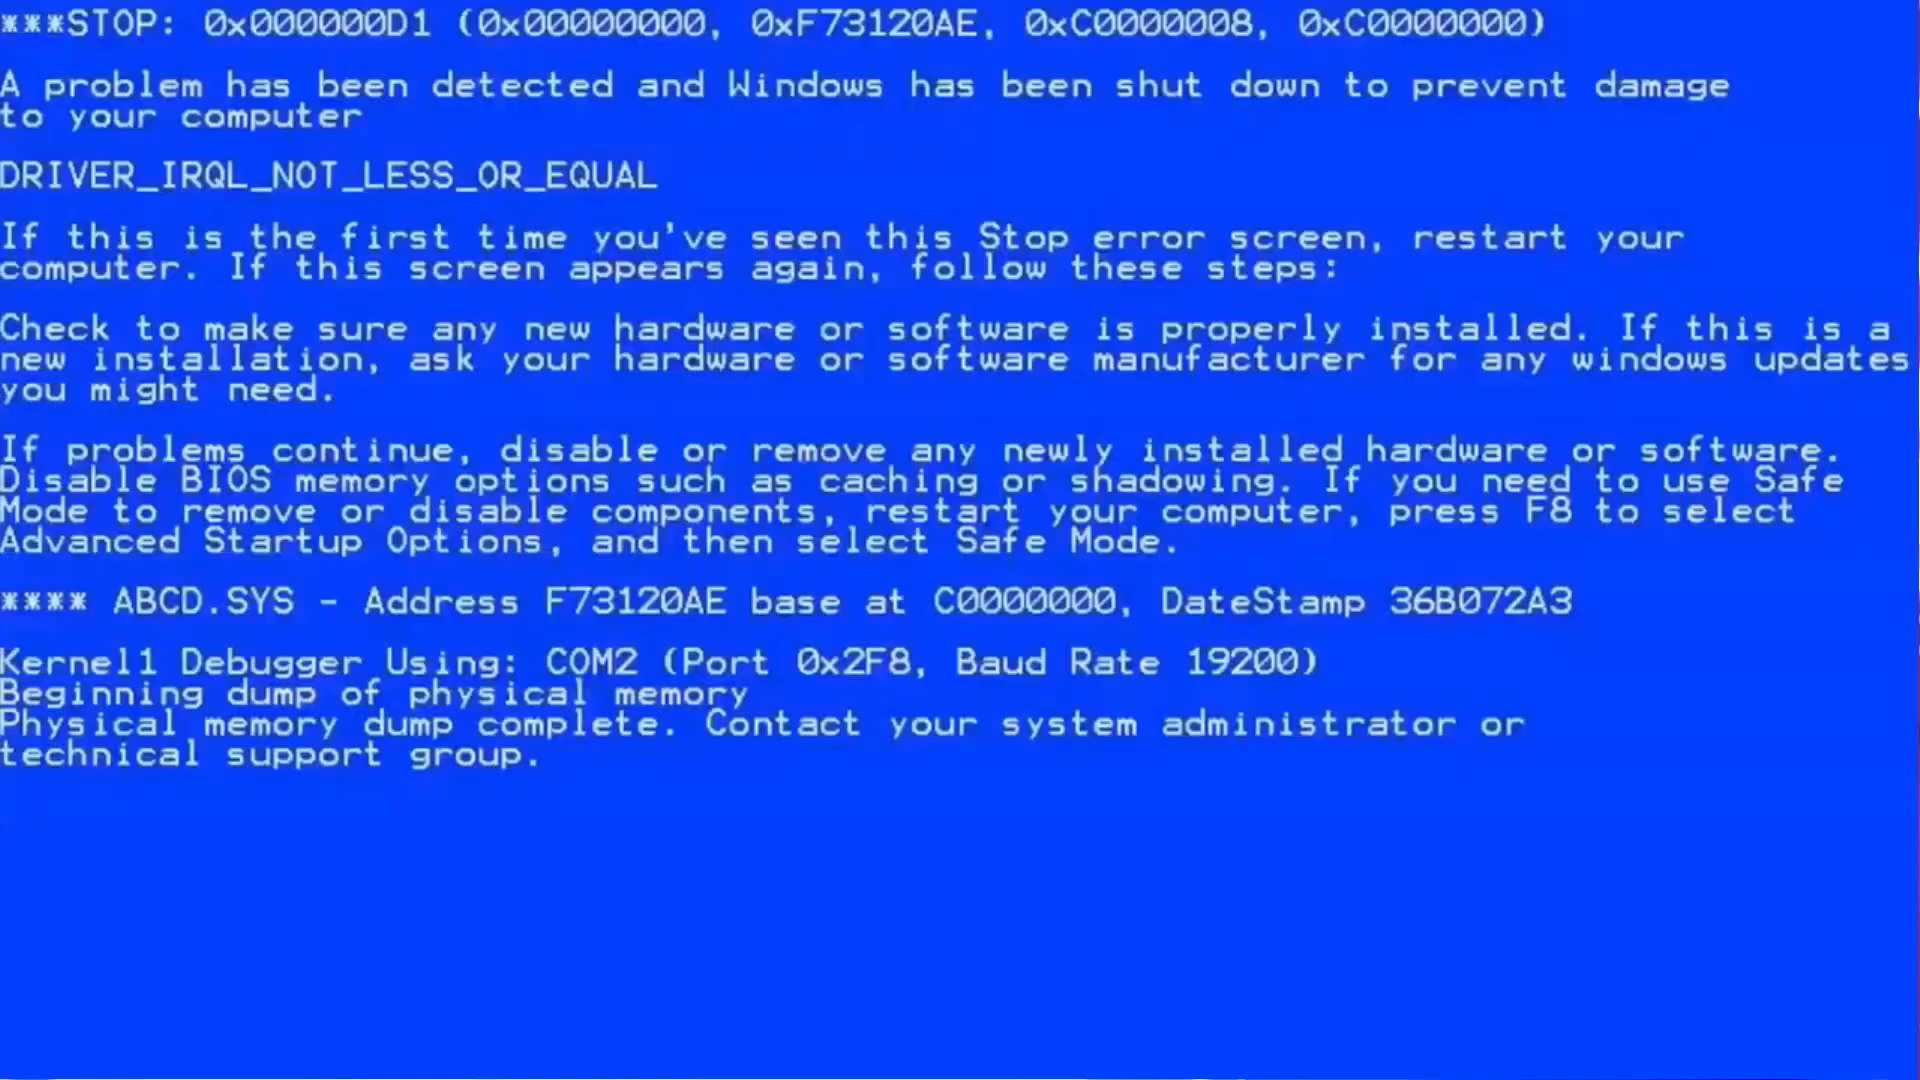 ***STOP: 0x000000D1 (0x00000000, 0xF73120AE, 0xC0000008, 0xC0000000)
A problem has been detected and Windows has been shut down to prevent damage
to your computer
DRIVER_IRQL_NOT_LESS_OR_EQUAL
If this is the first time you've seen this Stop error screen, restart your
computer. If this screen appears again, follow these steps:
Check to make sure any new hardware or software is properly installed. If this is a
new installation, ask your hardware or software manufacturer for any windows updates
you might need.
If problems continue, disable or remove any newly installed hardware or software.
Disable BIOS memory options such as caching or shadowing. If you need to use Safe
Mode to remove or disable components, restart your computer, press F8 to select
Advanced Startup Options, and then select Safe Mode.
**** ABCD.SYS - Address F73120AE base at C0000000, DateStamp 36B072A3
Kernel1 Debugger Using: COM2 (Port 0x2F8, Baud Rate 19200)
Beginning dump of physical memory
Physical memory dump complete. Contact your system administrator or
technical support group.